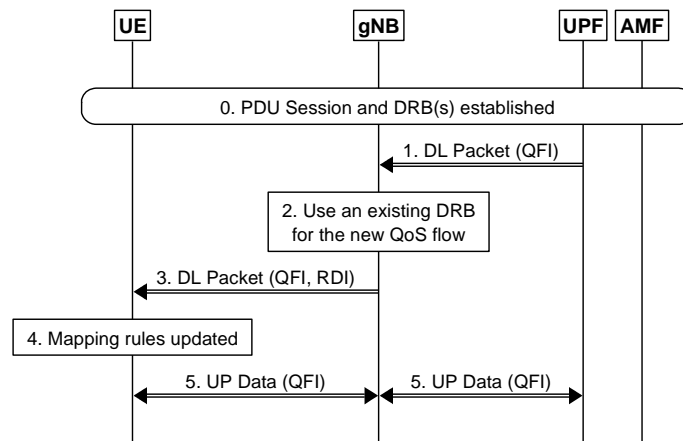 UE
gNB
UPF
AMF
0. PDU Session and DRB(s) established
1. DL Packet (QFI)
2. Use an existing DRB
for the new QoS flow
3. DL Packet (QFI, RDI)
4. Mapping rules updated
5. UP Data (QFI)
5. UP Data (QFI)